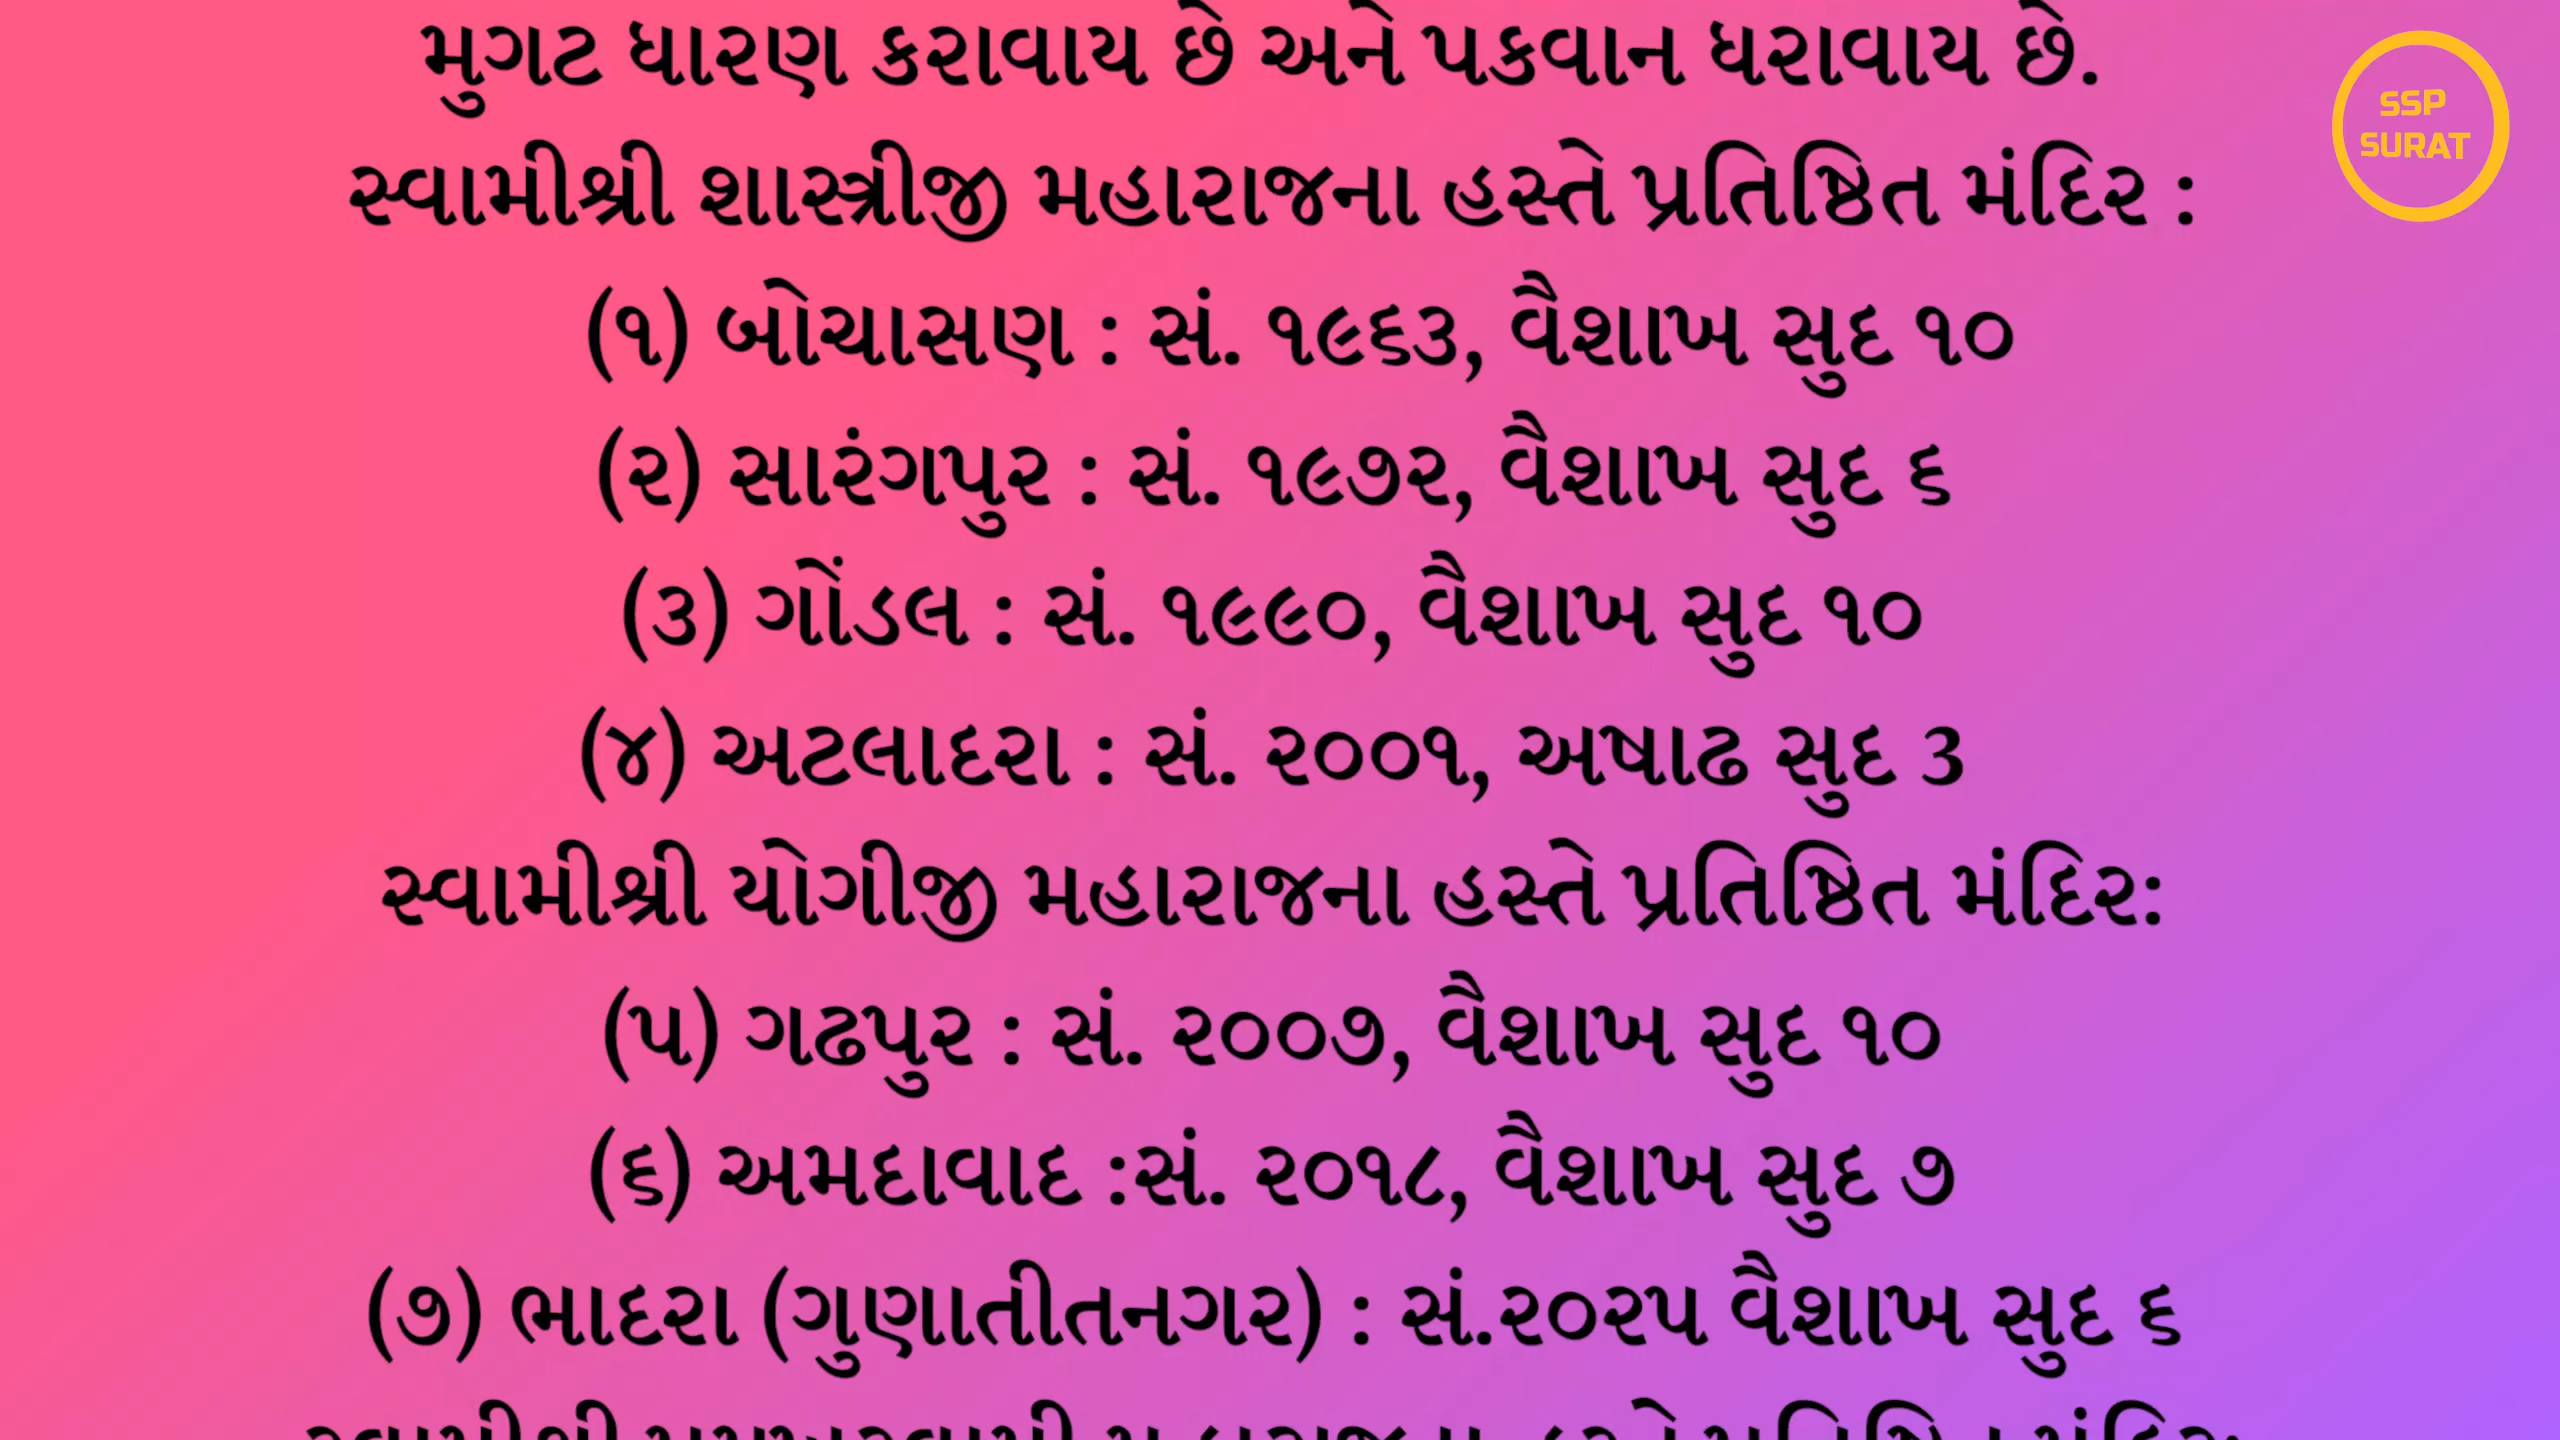 મુગટ ધારણ કરાવાય છે અને પકવાન ધરાવાય છે.
SSP
SURAT
સ્વામીશ્રી શાસ્ત્રીજી મહારાજના હસ્તે પ્રતિષ્ઠિત મંદિર :
(૧) બોચાસણ : સં. ૧૯૬૩, વૈશાખ સુદ ૧૦
(૨) સારંગપુર : સં. ૧૯૭૨, વૈશાખ સુદ ૬
(૩) ગોંડલ : સં. ૧૯૯૦, વૈશાખ સુદ ૧૦
(૪) અટલાદરા : સં. ૨૦૦૧, અષાઢ સુદ 3
સ્વામીશ્રી યોગીજી મહારાજના હસ્તે પ્રતિષ્ઠિત મંદિર:
(૫) ગઢપુર : સં. ૨૦૦૭, વૈશાખ સુદ ૧૦
(૬) અમદાવાદ :સં. ૨૦૧૮, વૈશાખ સુદ ૭
(૭) ભાદરા (ગુણાતીતનગર) : સં.૨૦૨૫ વૈશાખ સુદ ૬